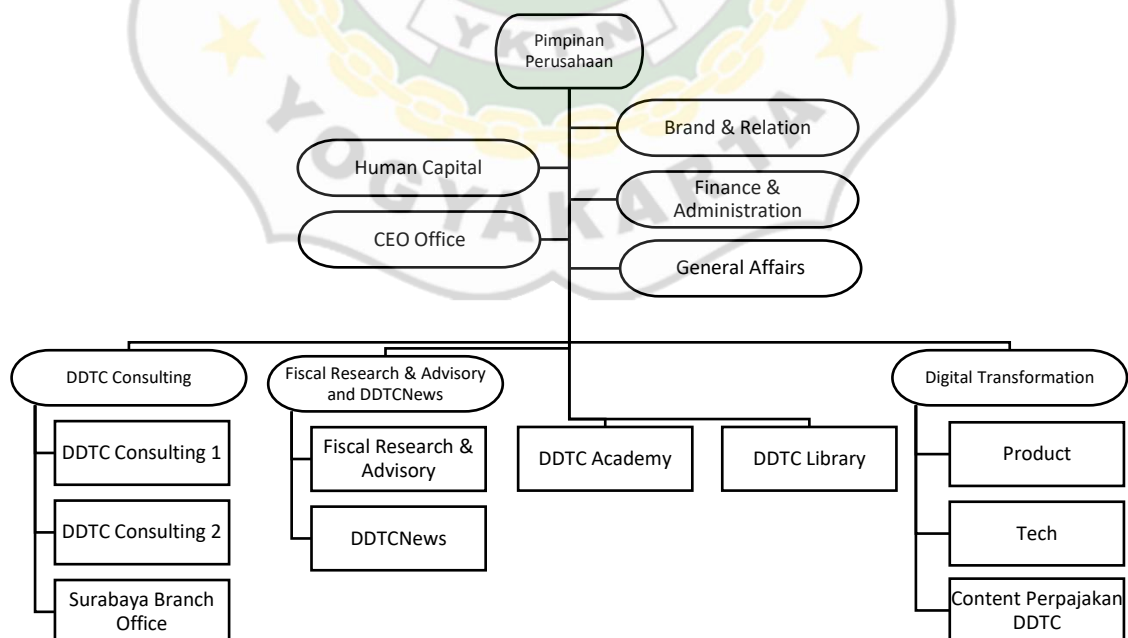 YKPN
YOGYAKARTA
Pimpinan
Perusahaan
Brand & Relation
Human Capital
Finance &
Administration
CEO Office
General Affairs
DDTC Consulting
Fiscal Research & Advisory
and DDTCNews
Digital Transformation
DDTC Consulting 1
Fiscal Research &
Advisory
DDTC Academy
DDTC Library
Product
DDTC Consulting 2
DDTCNews
Tech
Surabaya Branch
Office
Content Perpajakan
DDTC